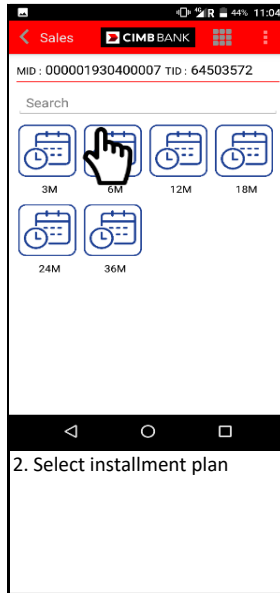 44% 11:04
Sales CIMB BANK
MID : 000001930400007 TID : 64503572
Search
3M 6M 12M 18M
24M 36M
2. Select installment plan